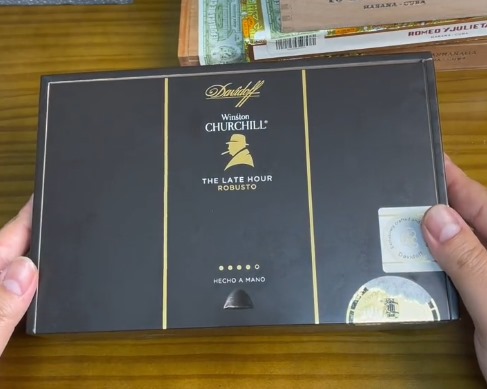 HABANA - CUBA
ROMEO Y JULIETA
Davidoff
Winston
CHURCHILL®
THE LATE HOUR
ROBUSTO
HECHO A MANO